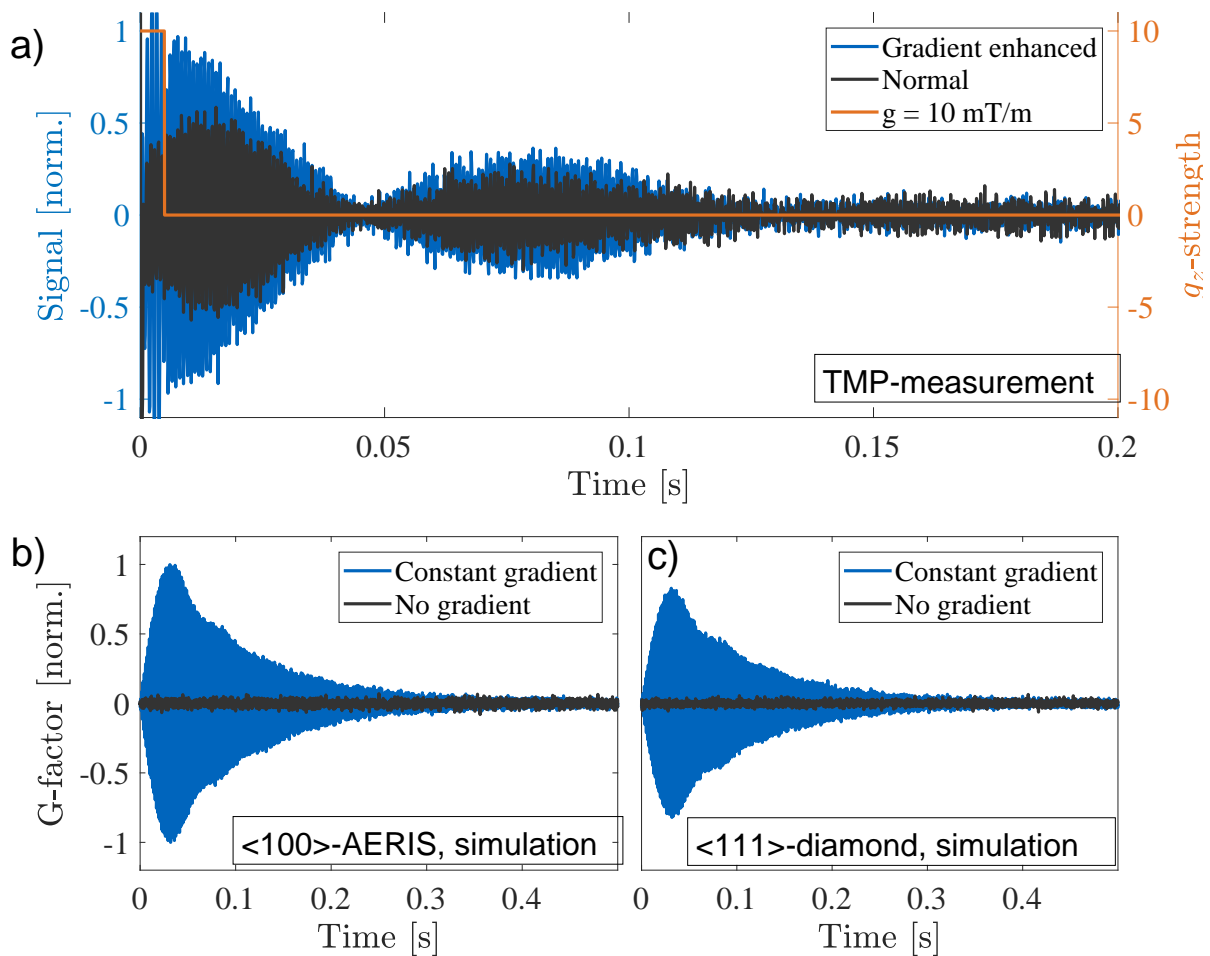 a)
1
0.5
0
-0.5
-1
Signal [norm.]
Gradient enhanced
Normal
g = 10 mT/m
10
5
0
-5
-10
q_z-strength
TMP-measurement
0 0.05 0.1 0.15 0.2
Time [s]
b)
1
0.5
0
-0.5
-1
G-factor [norm.]
Constant gradient
No gradient
<100>-AERIS, simulation
0 0.1 0.2 0.3 0.4
Time [s]
c)
Constant gradient
No gradient
<111>-diamond, simulation
0 0.1 0.2 0.3 0.4
Time [s]